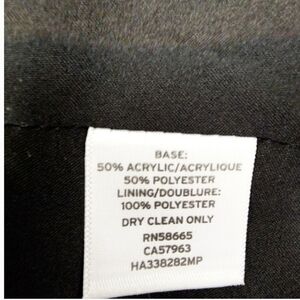 BASE:
50% ACRYLIC/ACRYLIQUE
50% POLYESTER
LINING/DOUBLURE:
100% POLYESTER
DRY CLEAN ONLY
RN58665
CA57963
HA338282MP